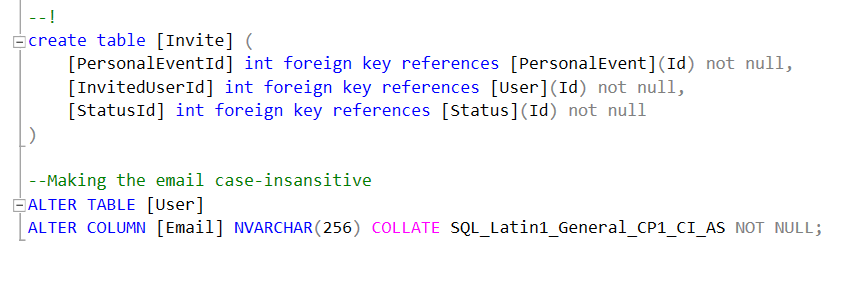 --!
create table [Invite] (
    [PersonalEventId] int foreign key references [PersonalEvent](Id) not null,
    [InvitedUserId] int foreign key references [User](Id) not null,
    [StatusId] int foreign key references [Status](Id) not null
)
--Making the email case-insansitive
ALTER TABLE [User]
ALTER COLUMN [Email] NVARCHAR(256) COLLATE SQL_Latin1_General_CP1_CI_AS NOT NULL;